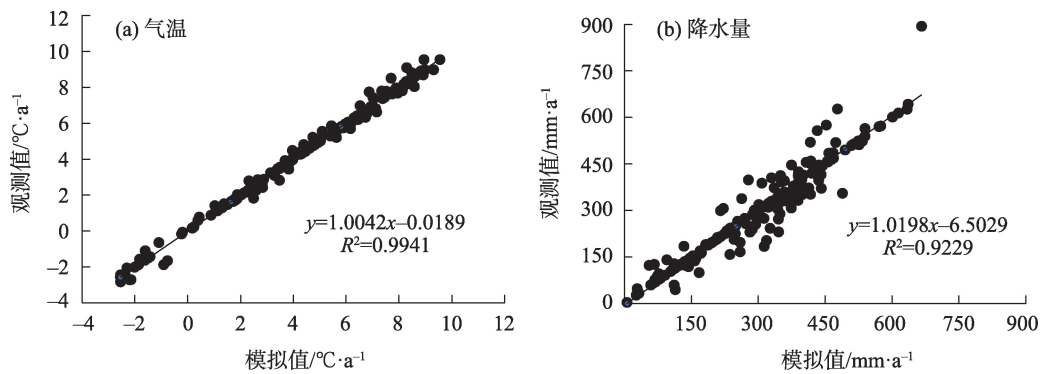 (a) 气温
12
10
8
6
4
2
0
−2
−4
−4 −2 0 2 4 6 8 10 12
观测值/℃·a⁻¹
模拟值/℃·a⁻¹
y=1.0042x−0.0189
R²=0.9941
(b) 降水量
900
750
600
450
300
150
0
150 300 450 600 750 900
观测值/mm·a⁻¹
模拟值/mm·a⁻¹
y=1.0198x−6.5029
R²=0.9229